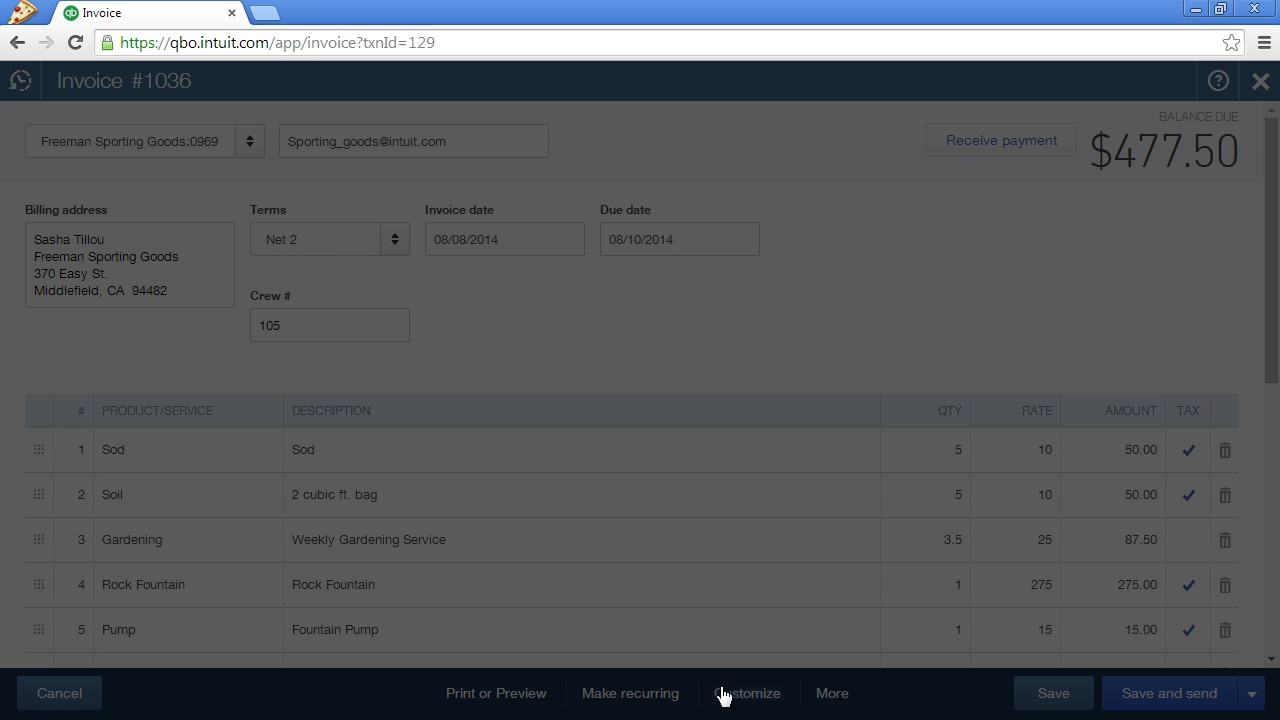 Invoice
https://qbo.intuit.com/app/invoice?txnId=129
Invoice #1036
BALANCE DUE
Freeman Sporting Goods:0969
Sporting_goods@intuit.com
Receive payment
$477.50
Billing address
Terms
Invoice date
Due date
Sasha Tillou
Freeman Sporting Goods
370 Easy St.
Middlefield, CA 94482
Net 2
08/08/2014
08/10/2014
Crew #
105
# PRODUCT/SERVICE DESCRIPTION QTY RATE AMOUNT TAX
1 Sod Sod 5 10 50.00
2 Soil 2 cubic ft. bag 5 10 50.00
3 Gardening Weekly Gardening Service 3.5 25 87.50
4 Rock Fountain Rock Fountain 1 275 275.00
5 Pump Fountain Pump 1 15 15.00
Cancel Print or Preview Make recurring Customize More Save Save and send